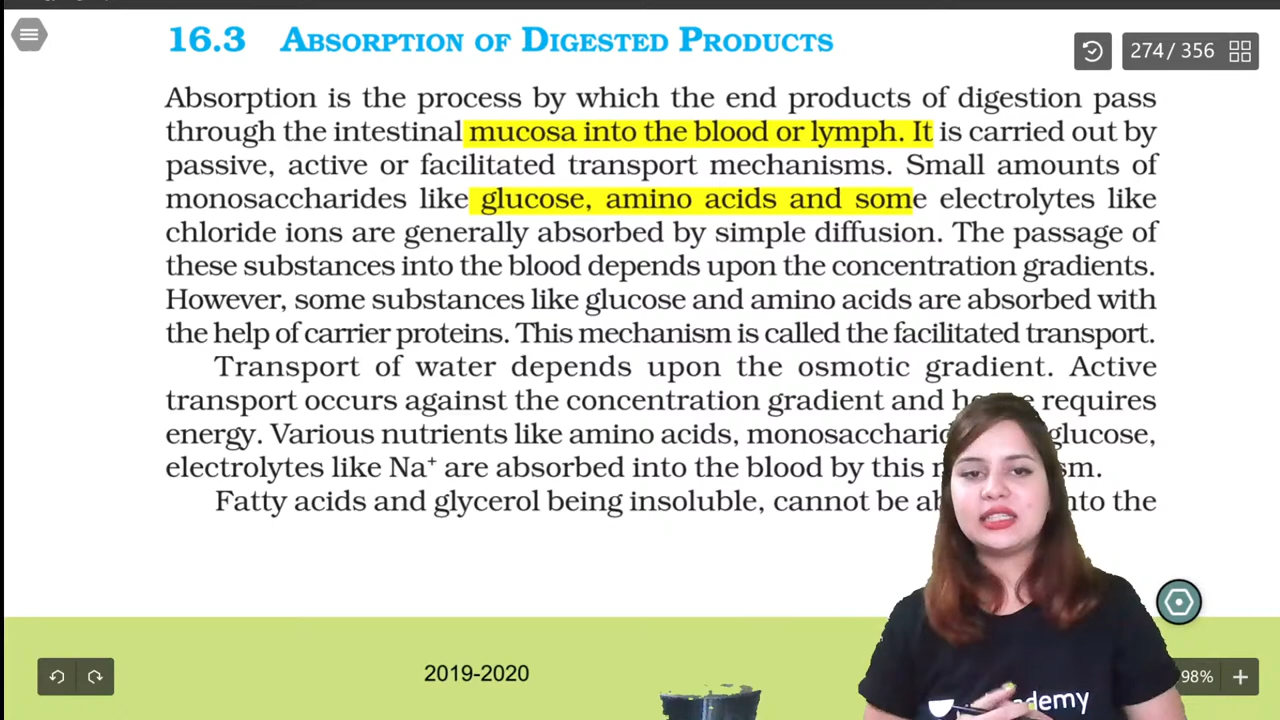 16.3 ABSORPTION OF DIGESTED PRODUCTS
274 / 356
Absorption is the process by which the end products of digestion pass
through the intestinal mucosa into the blood or lymph. It is carried out by
passive, active or facilitated transport mechanisms. Small amounts of
monosaccharides like glucose, amino acids and some electrolytes like
chloride ions are generally absorbed by simple diffusion. The passage of
these substances into the blood depends upon the concentration gradients.
However, some substances like glucose and amino acids are absorbed with
the help of carrier proteins. This mechanism is called the facilitated transport.
Transport of water depends upon the osmotic gradient. Active
transport occurs against the concentration gradient and requires
energy. Various nutrients like amino acids, glucose,
electrolytes like Na⁺ are absorbed into the blood by this
Fatty acids and glycerol being insoluble, cannot be the
2019-2020
98%